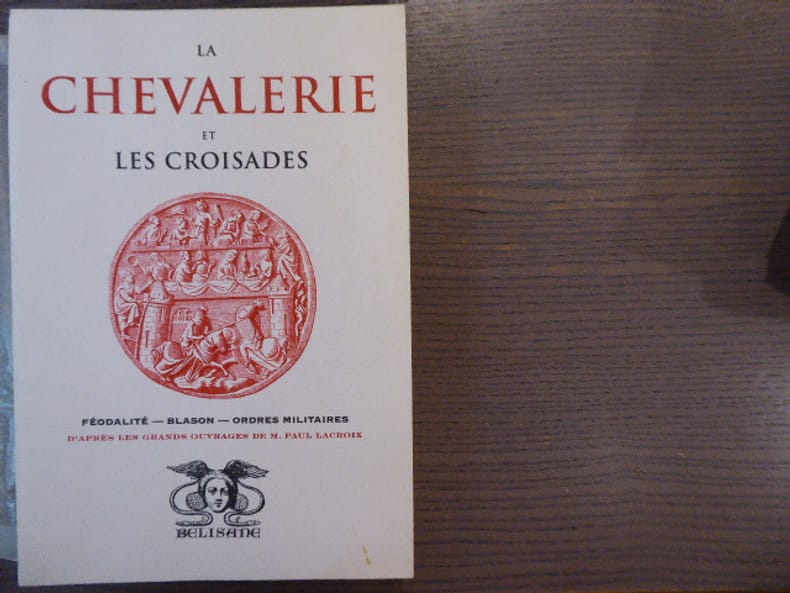 LA
CHEVALERIE
ET
LES CROISADES
FÉODALITÉ — BLASON — ORDRES MILITAIRES
D'APRÈS LES GRANDS OUVRAGES DE M. PAUL LACROIX
BELISANE